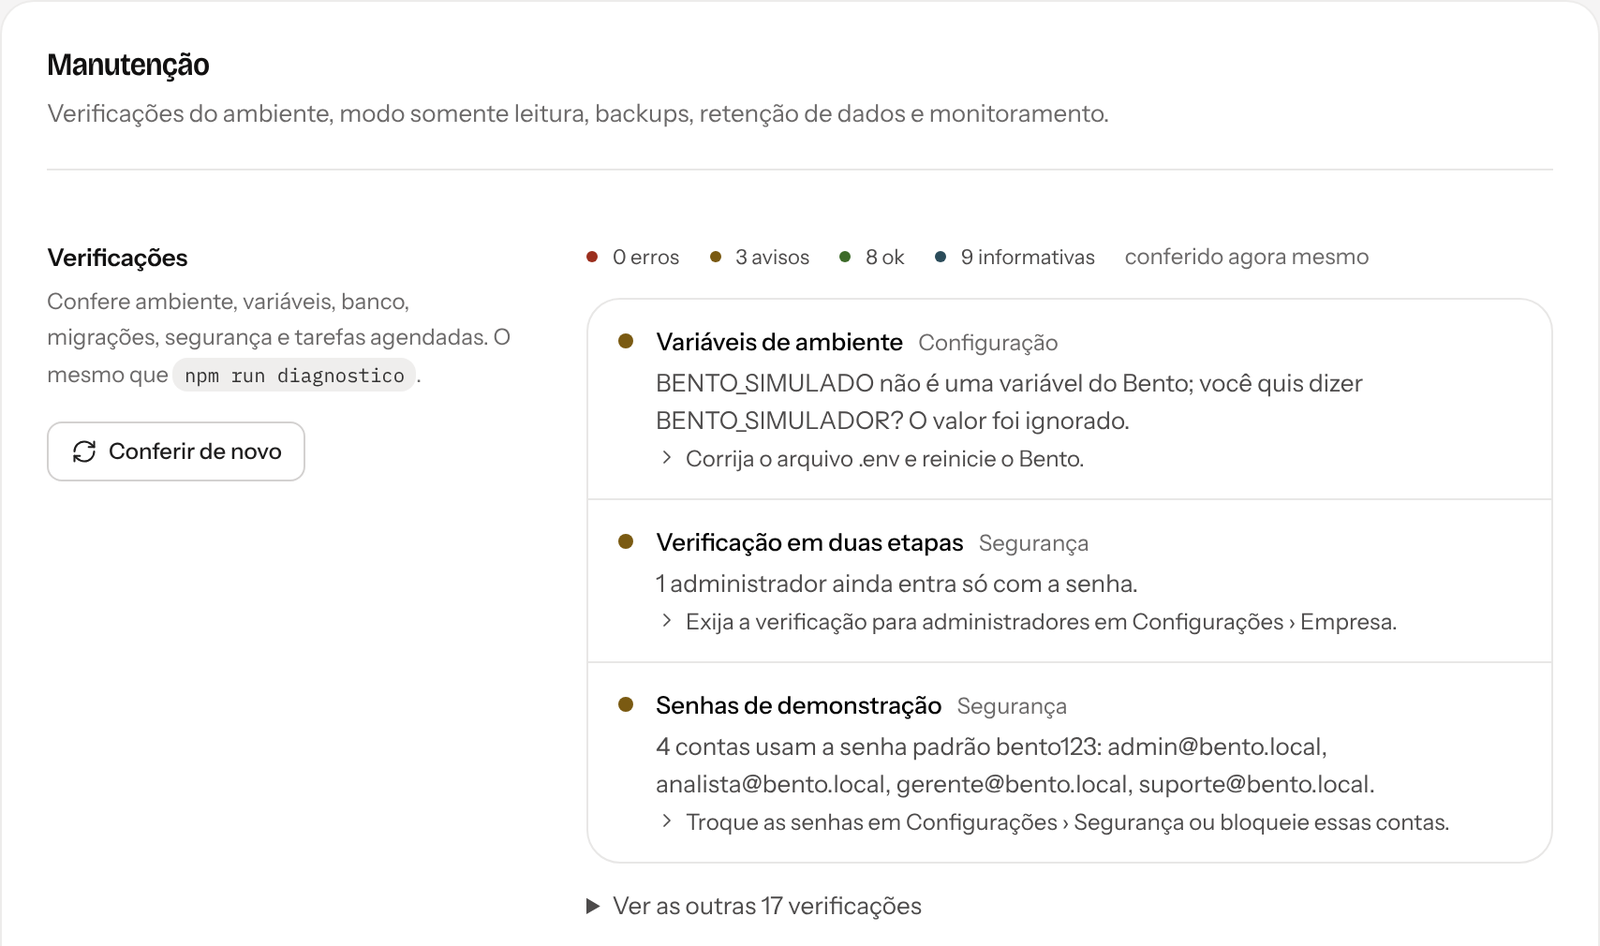 Manutenção
Verificações do ambiente, modo somente leitura, backups, retenção de dados e monitoramento.
Verificações
Confere ambiente, variáveis, banco,
migrações, segurança e tarefas agendadas. O
mesmo que npm run diagnostico.
Conferir de novo
0 erros 3 avisos 8 ok 9 informativas conferido agora mesmo
Variáveis de ambiente Configuração
BENTO_SIMULADO não é uma variável do Bento; você quis dizer
BENTO_SIMULADOR? O valor foi ignorado.
Corrija o arquivo .env e reinicie o Bento.
Verificação em duas etapas Segurança
1 administrador ainda entra só com a senha.
Exija a verificação para administradores em Configurações › Empresa.
Senhas de demonstração Segurança
4 contas usam a senha padrão bento123: admin@bento.local,
analista@bento.local, gerente@bento.local, suporte@bento.local.
Troque as senhas em Configurações › Segurança ou bloqueie essas contas.
Ver as outras 17 verificações